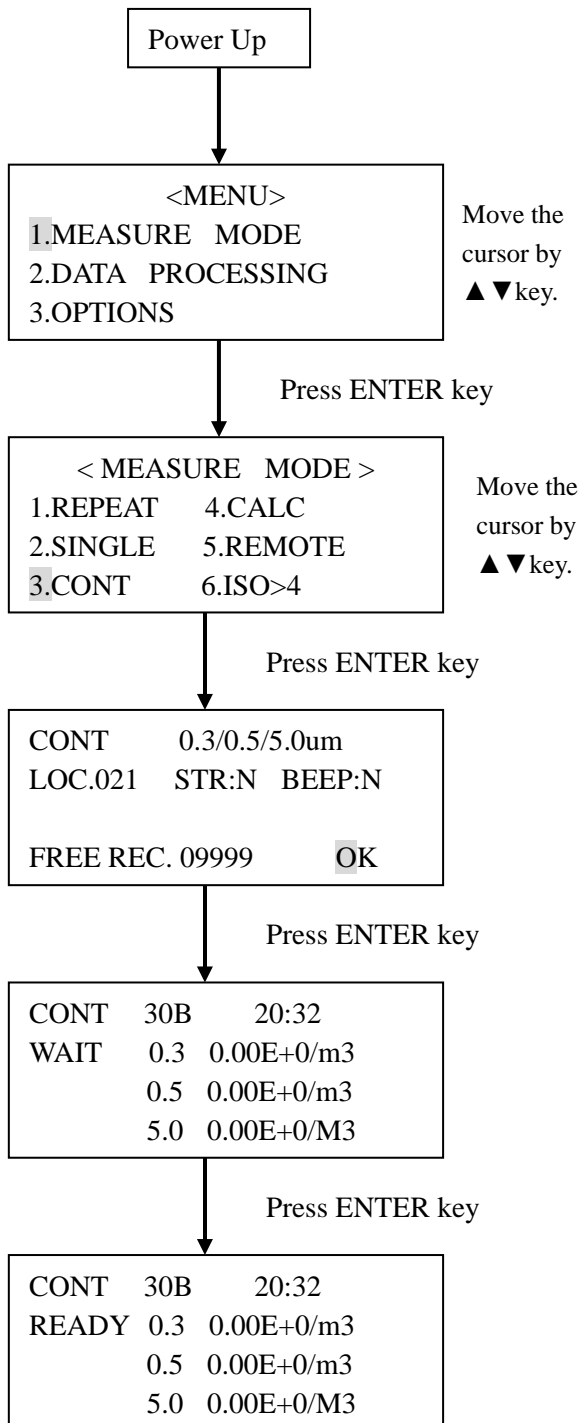 Power Up
<MENU>
1.MEASURE MODE
2.DATA PROCESSING
3.OPTIONS
Move the
cursor by
▲▼key.
Press ENTER key
< MEASURE MODE >
1.REPEAT 4.CALC
2.SINGLE 5.REMOTE
3.CONT 6.ISO>4
Move the
cursor by
▲▼key.
Press ENTER key
CONT 0.3/0.5/5.0um
LOC.021 STR:N BEEP:N
FREE REC. 09999 OK
Press ENTER key
CONT 30B 20:32
WAIT 0.3 0.00E+0/m3
0.5 0.00E+0/m3
5.0 0.00E+0/M3
Press ENTER key
CONT 30B 20:32
READY 0.3 0.00E+0/m3
0.5 0.00E+0/m3
5.0 0.00E+0/M3